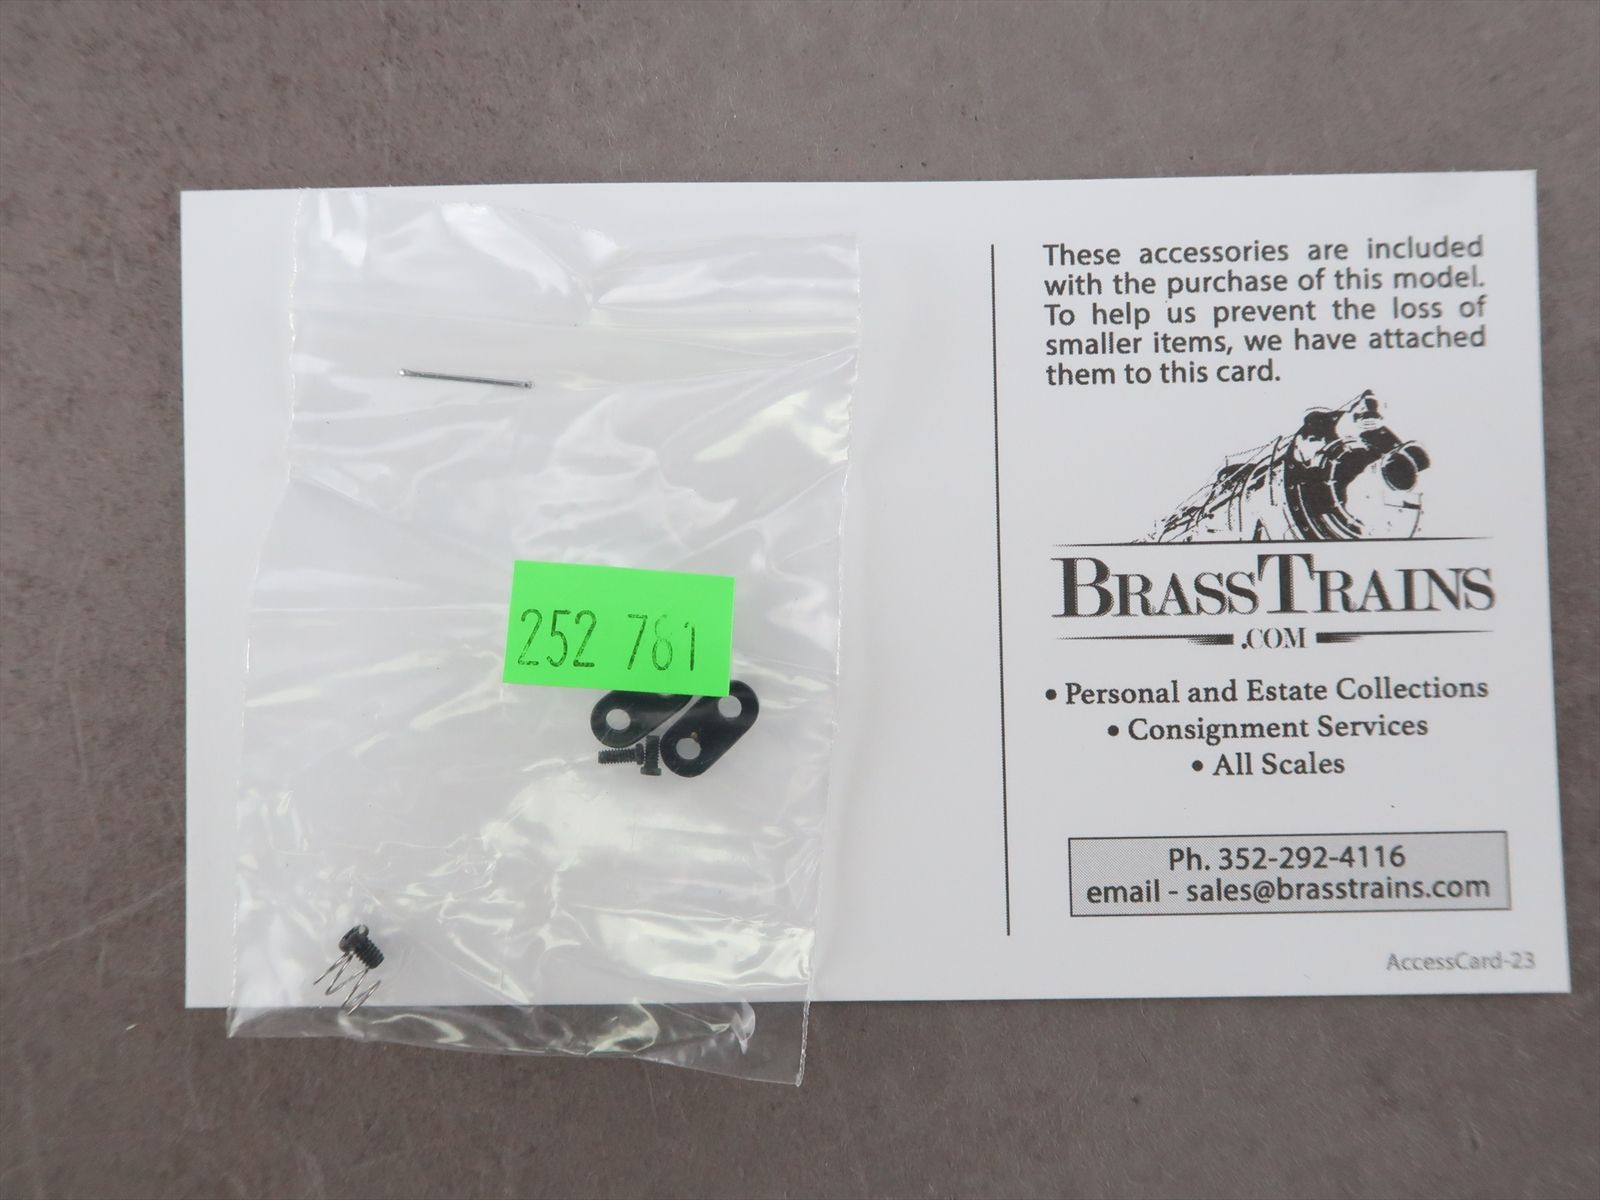 252 781
These accessories are included
with the purchase of this model.
To help us prevent the loss of
smaller items, we have attached
them to this card.
BRASSTRAINS
.COM
• Personal and Estate Collections
• Consignment Services
• All Scales
Ph. 352-292-4116
email - sales@brasstrains.com
AccessCard-23